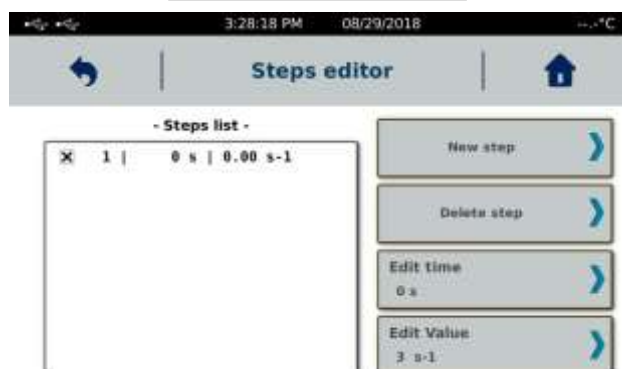 3:28:18 PM 08/29/2018 --.-°C
Steps editor
- Steps list -
1 | 0 s | 0.00 s-1
New step
Delete step
Edit time
0 s
Edit Value
3 s-1